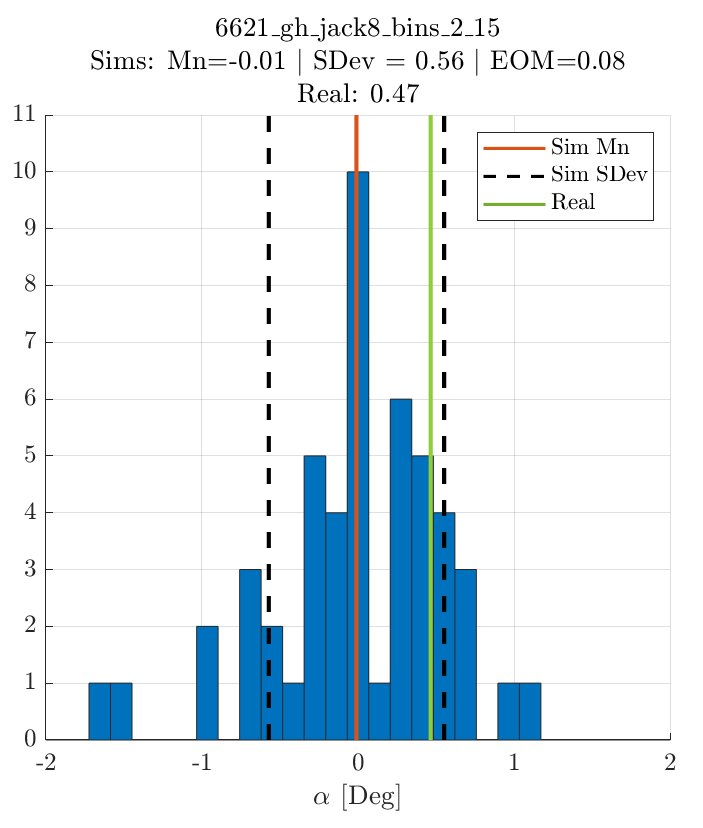 6621_gh_jack8_bins_2_15
Sims: Mn=-0.01 | SDev = 0.56 | EOM=0.08
Real: 0.47
11
10
9
8
7
6
5
4
3
2
1
0
Sim Mn
Sim SDev
Real
-2
-1
0
1
2
α [Deg]